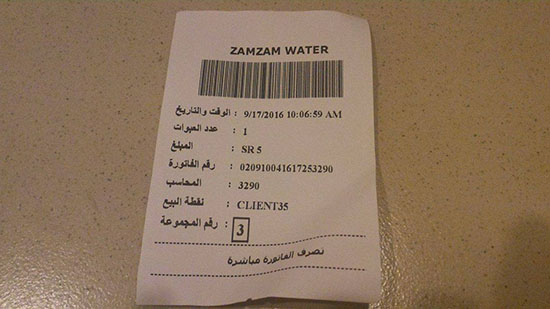 ZAMZAM WATER
الوقت والتاريخ : 9/17/2016 10:06:59 AM
عدد العبوات : 1
المبلغ : SR 5
رقم الفاتورة : 020910041617253290
المحاسب : 3290
نقطة البيع : CLIENT35
رقم المجموعة : 3
تصرف الفاتورة مباشرة